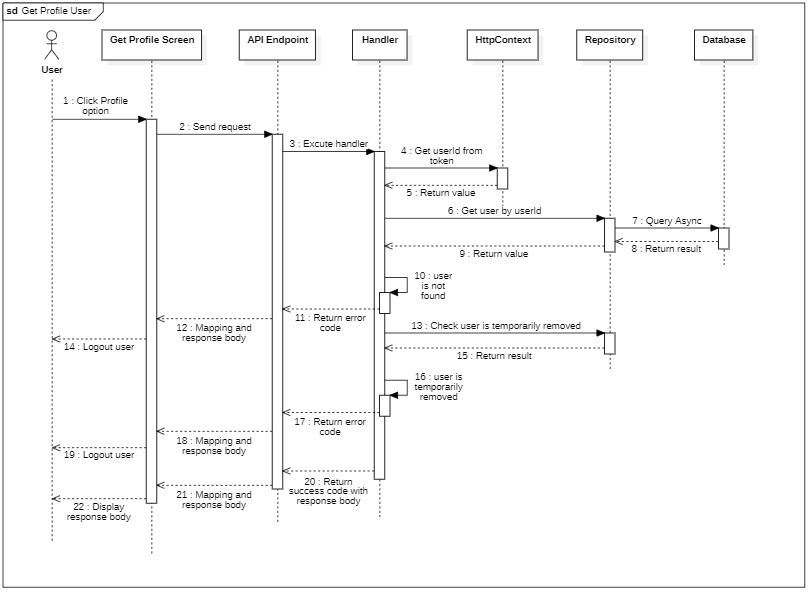 sd Get Profile User
Get Profile Screen
API Endpoint
Handler
HttpContext
Repository
Database
User
1 : Click Profile
option
2 : Send request
3 : Excute handler
4 : Get userId from
token
5 : Return value
6 : Get user by userId
7 : Query Async
8 : Return result
9 : Return value
10 : user
is not
found
11 : Return error
code
12 : Mapping and
response body
13 : Check user is temporarily removed
14 : Logout user
15 : Return result
16 : user is
temporarily
removed
17 : Return error
code
18 : Mapping and
response body
19 : Logout user
20 : Return
success code with
response body
21 : Mapping and
response body
22 : Display
response body